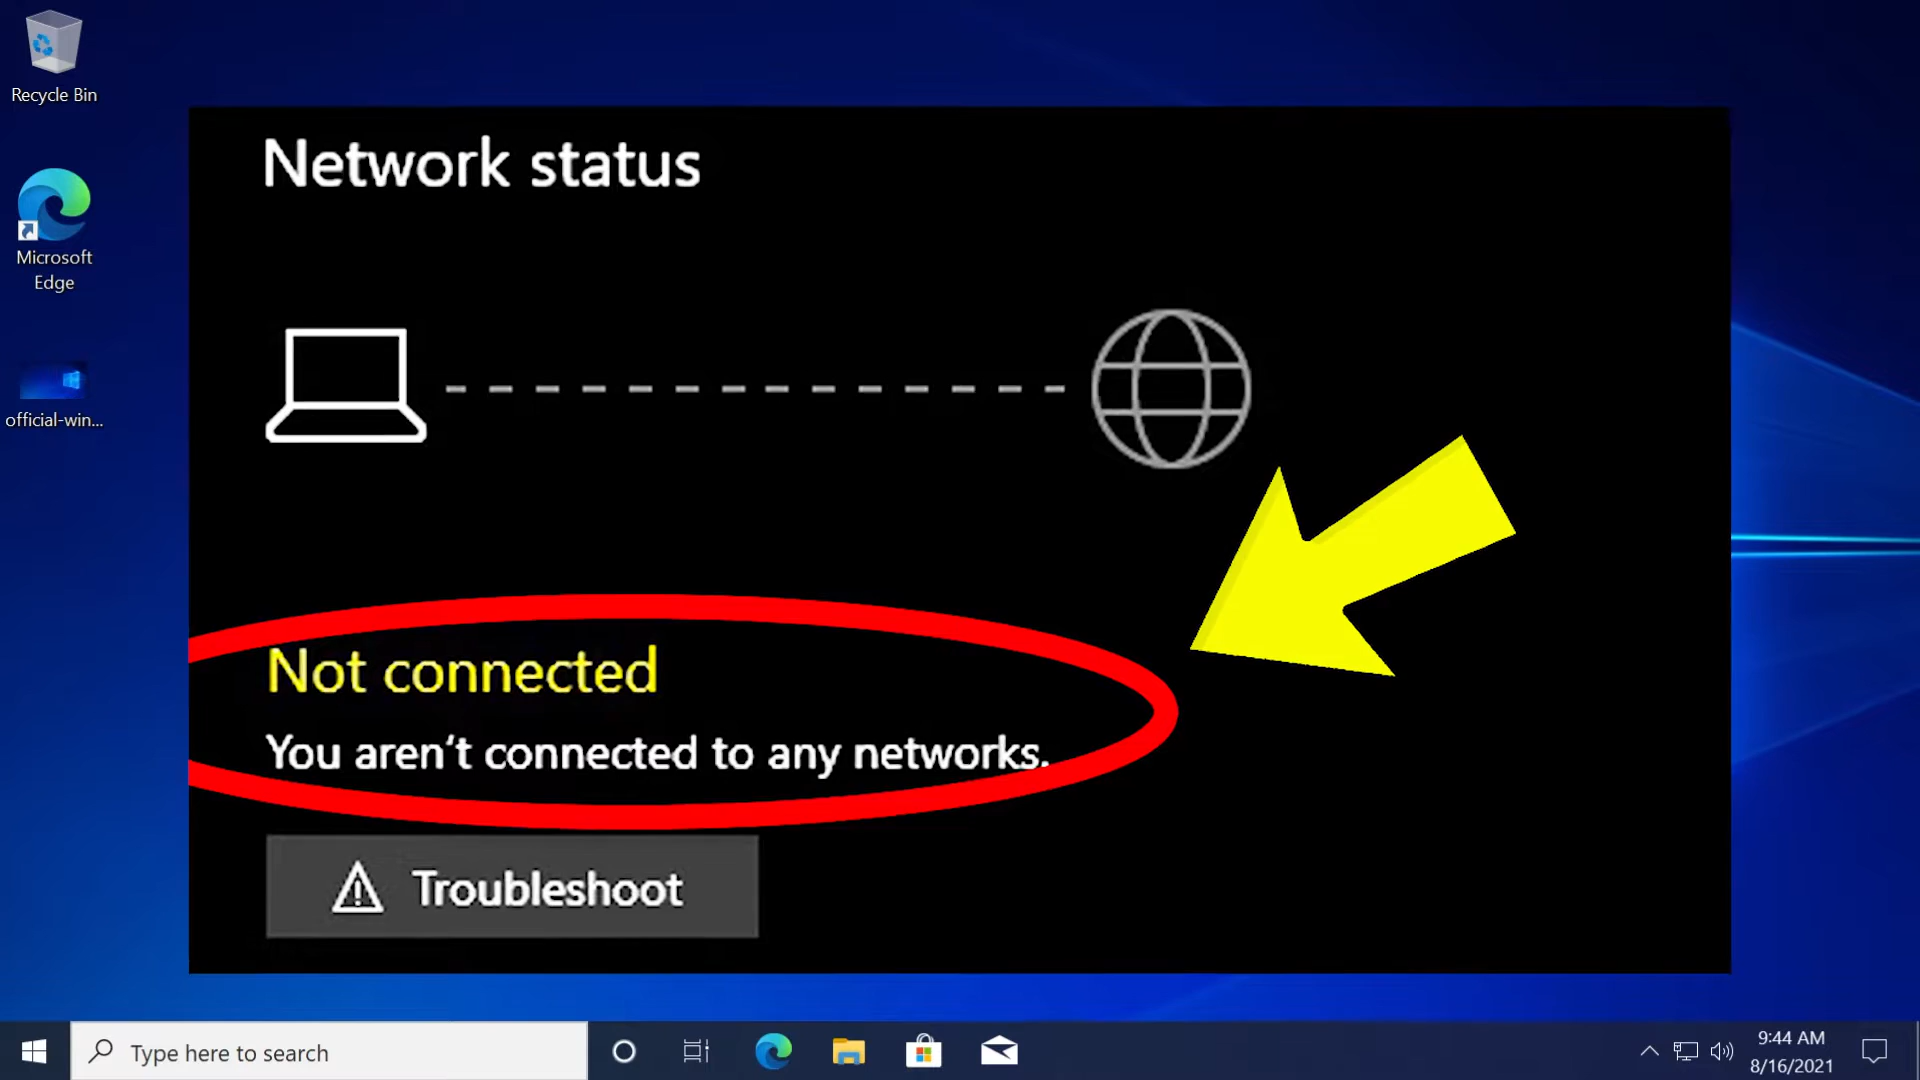 Recycle Bin
Microsoft
Edge
official-win...
Network status
Not connected
You aren't connected to any networks.
Troubleshoot
Type here to search
9:44 AM
8/16/2021